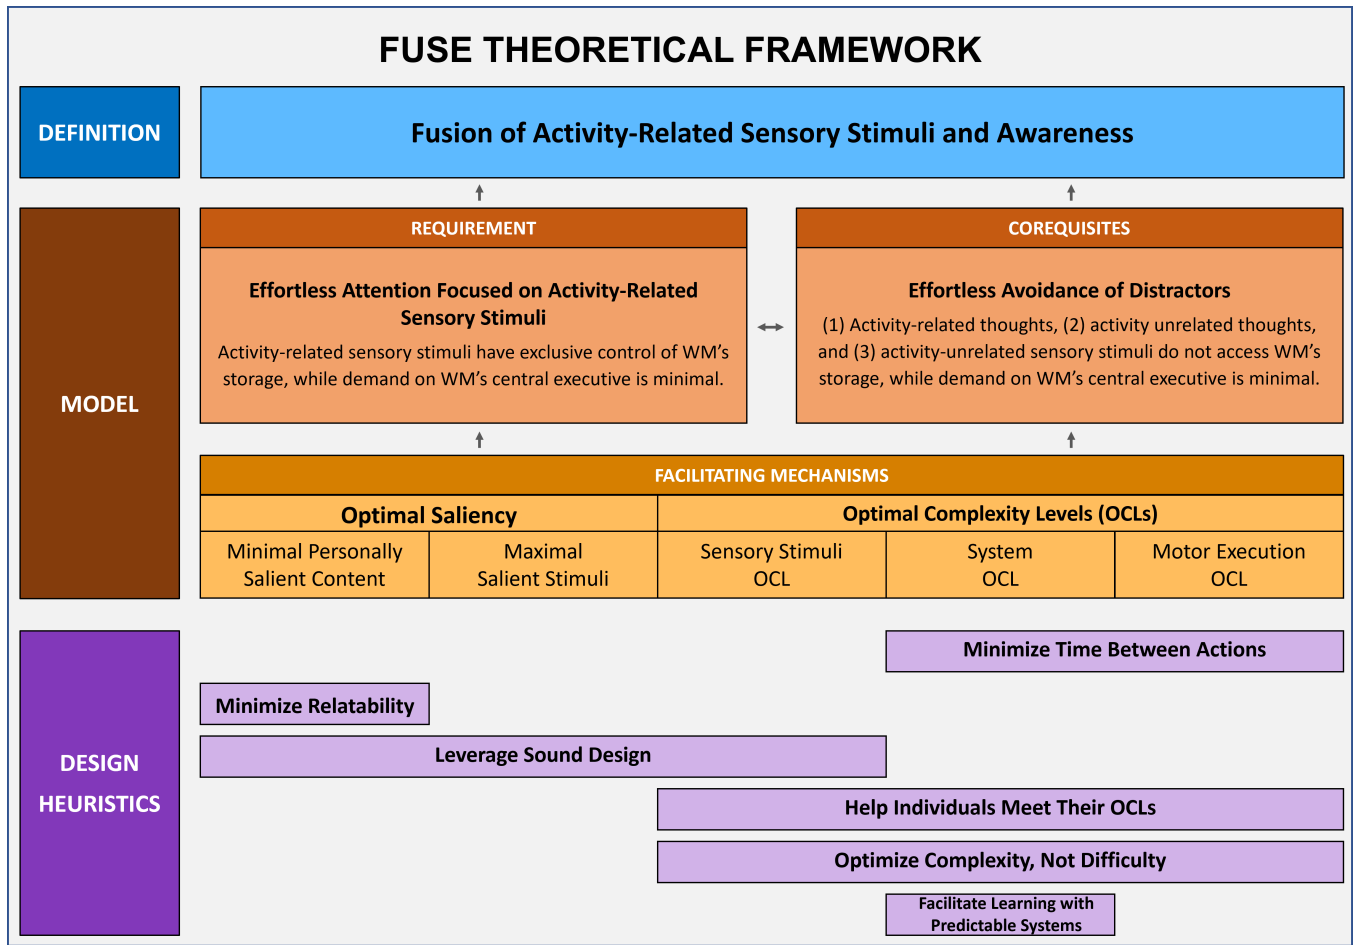 FUSE THEORETICAL FRAMEWORK
DEFINITION
Fusion of Activity-Related Sensory Stimuli and Awareness
MODEL
REQUIREMENT
Effortless Attention Focused on Activity-Related
Sensory Stimuli
Activity-related sensory stimuli have exclusive control of WM’s
storage, while demand on WM’s central executive is minimal.
COREQUISITES
Effortless Avoidance of Distractors
(1) Activity-related thoughts, (2) activity unrelated thoughts,
and (3) activity-unrelated sensory stimuli do not access WM’s
storage, while demand on WM’s central executive is minimal.
FACILITATING MECHANISMS
Optimal Saliency
Optimal Complexity Levels (OCLs)
Minimal Personally
Salient Content
Maximal
Salient Stimuli
Sensory Stimuli
OCL
System
OCL
Motor Execution
OCL
DESIGN
HEURISTICS
Minimize Time Between Actions
Minimize Relatability
Leverage Sound Design
Help Individuals Meet Their OCLs
Optimize Complexity, Not Difficulty
Facilitate Learning with
Predictable Systems